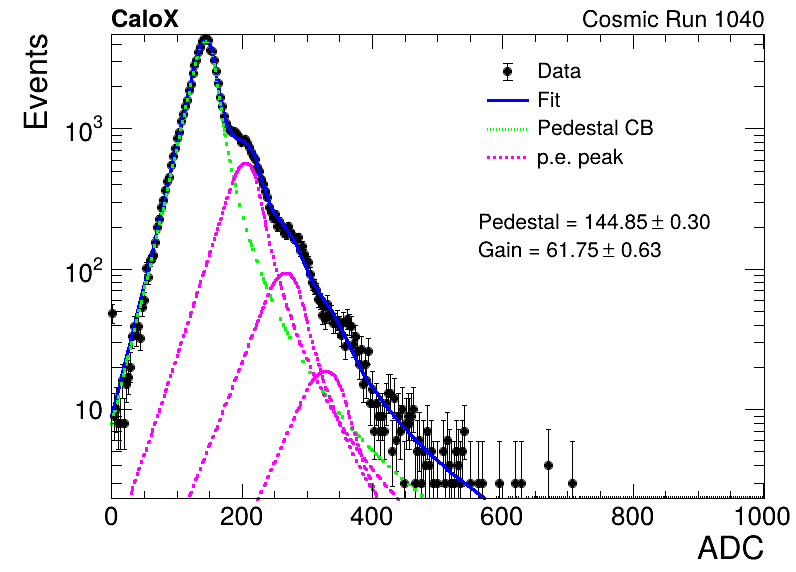 CaloX Cosmic Run 1040
Events
Data
Fit
Pedestal CB
p.e. peak
Pedestal = 144.85 ± 0.30
Gain = 61.75 ± 0.63
10³
10²
10
0 200 400 600 800 1000
ADC